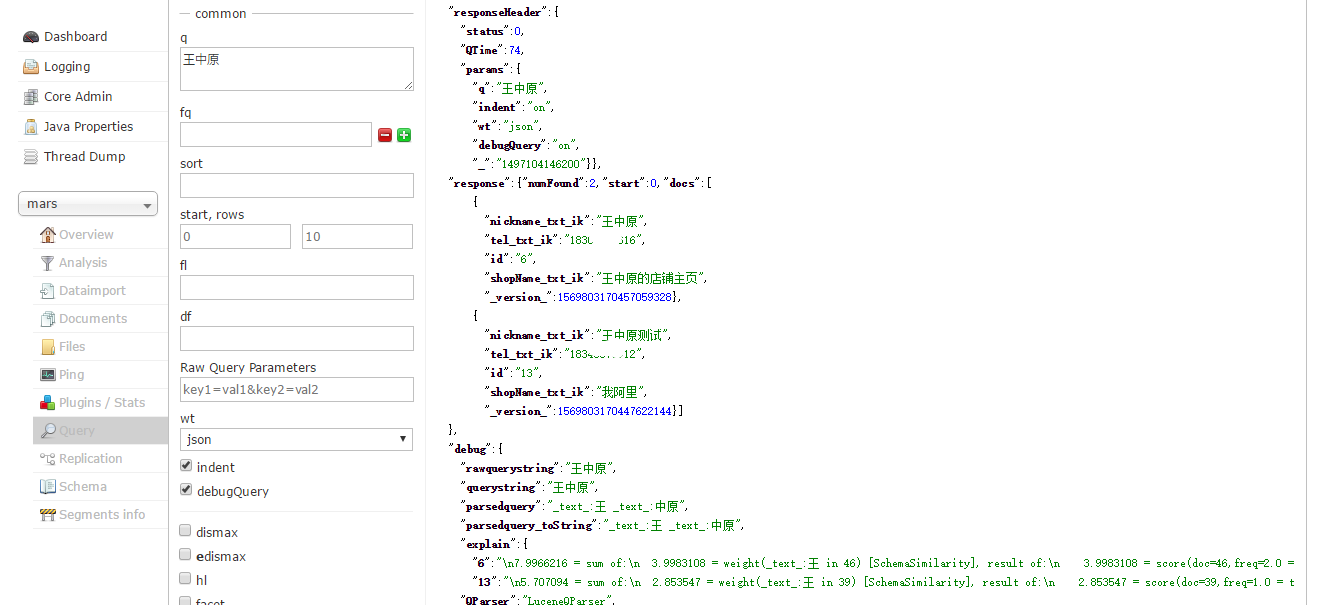 Dashboard
Logging
Core Admin
Java Properties
Thread Dump
mars
Overview
Analysis
Dataimport
Documents
Files
Ping
Plugins / Stats
Query
Replication
Schema
Segments info
common
q
王中原
fq
sort
start, rows
0
10
fl
df
Raw Query Parameters
key1=val1&key2=val2
wt
json
indent
debugQuery
dismax
edismax
hl
facet
"responseHeader":{
"status":0,
"QTime":74,
"params":{
"q":"王中原",
"indent":"on",
"wt":"json",
"debugQuery":"on",
"_":"1497104146200"}},
"response":{"numFound":2,"start":0,"docs":[
{
"nickname_txt_ik":"王中原",
"tel_txt_ik":"183 516",
"id":"6",
"shopName_txt_ik":"王中原的店铺主页",
"_version_":1569803170457059328},
{
"nickname_txt_ik":"王中原测试",
"tel_txt_ik":"183 12",
"id":"13",
"shopName_txt_ik":"我阿里",
"_version_":1569803170447622144}]
},
"debug":{
"rawquerystring":"王中原",
"querystring":"王中原",
"parsedquery":"_text_:王 _text_:中原",
"parsedquery_toString":"_text_:王 _text_:中原",
"explain":{
"6":"\n7.9966216 = sum of:\n  3.9983108 = weight(_text_:王 in 46) [SchemaSimilarity], result of:\n    3.9983108 = score(doc=46,freq=2.0 =
"13":"\n5.707094 = sum of:\n  2.853547 = weight(_text_:王 in 39) [SchemaSimilarity], result of:\n    2.853547 = score(doc=39,freq=1.0 = t
"QParser":"LuceneQParser",